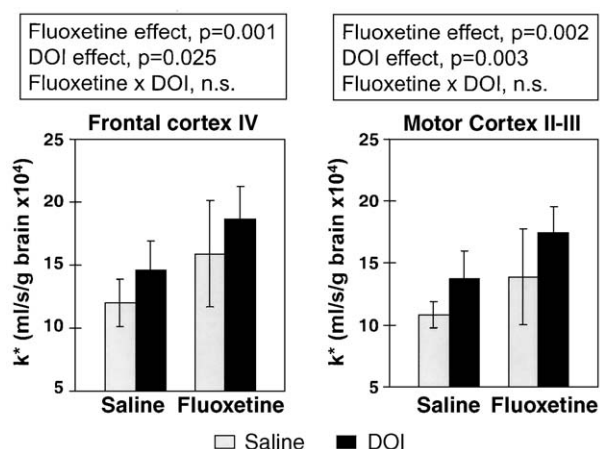 Fluoxetine effect, p=0.001
DOI effect, p=0.025
Fluoxetine x DOI, n.s.
Fluoxetine effect, p=0.002
DOI effect, p=0.003
Fluoxetine x DOI, n.s.
Frontal cortex IV
k* (ml/s/g brain x10⁴)
25
20
15
10
5
Saline Fluoxetine
Motor Cortex II-III
k* (ml/s/g brain x10⁴)
25
20
15
10
5
Saline Fluoxetine
Saline DOI